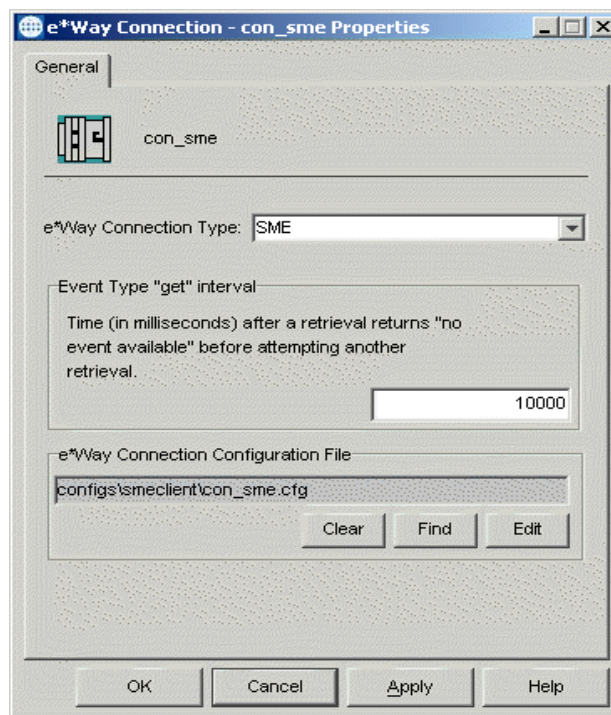 e*Way Connection - con_sme Properties
General
con_sme
e*Way Connection Type: SME
Event Type "get" interval
Time (in milliseconds) after a retrieval returns "no
event available" before attempting another
retrieval.
10000
e*Way Connection Configuration File
configs\smeclient\con_sme.cfg
Clear Find Edit
OK Cancel Apply Help